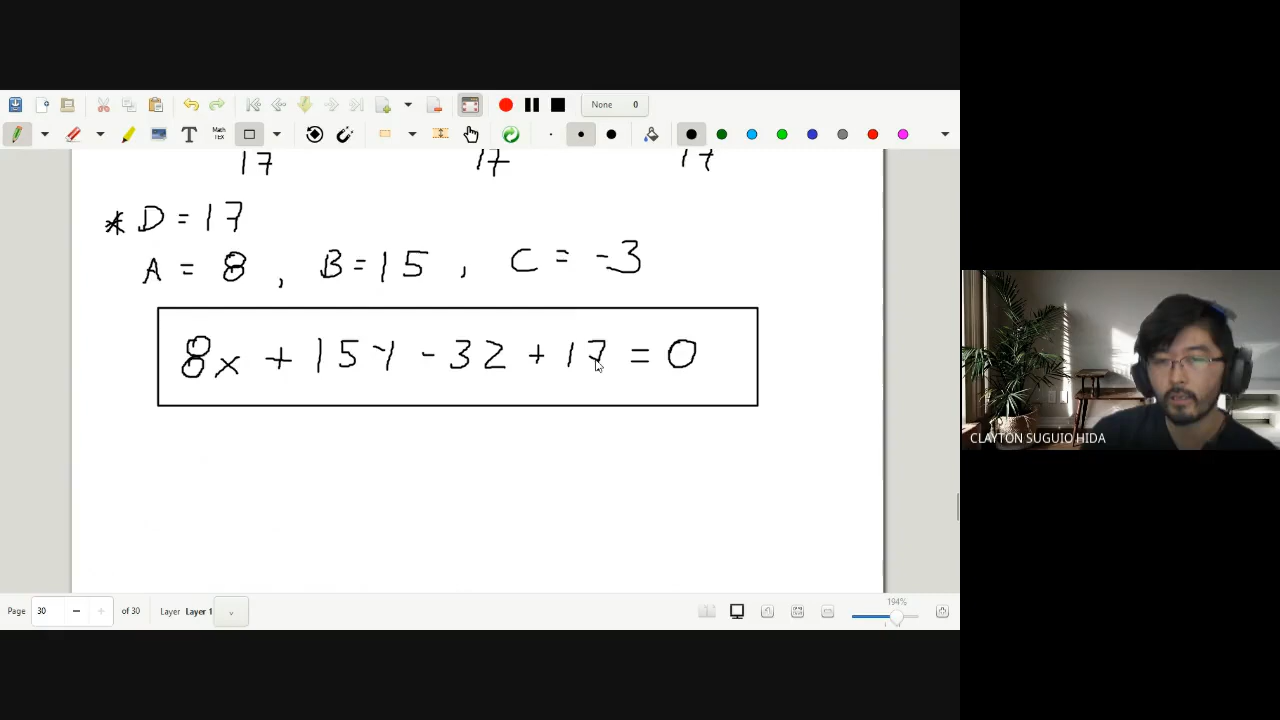 None 0
17 17 17
* D = 17
A = 8 , B = 15 , C = -3
8x + 15y - 3z + 17 = 0
CLAYTON SUGUIO HIDA
Page 30 of 30 Layer Layer 1 194%